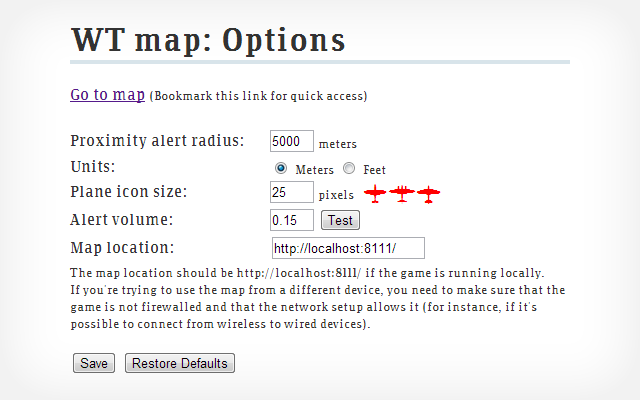 WT map: Options
Go to map (Bookmark this link for quick access)
Proximity alert radius: 5000 meters
Units: Meters Feet
Plane icon size: 25 pixels
Alert volume: 0.15 Test
Map location: http://localhost:8111/
The map location should be http://localhost:8111/ if the game is running locally.
If you're trying to use the map from a different device, you need to make sure that the
game is not firewalled and that the network setup allows it (for instance, if it's
possible to connect from wireless to wired devices).
Save Restore Defaults